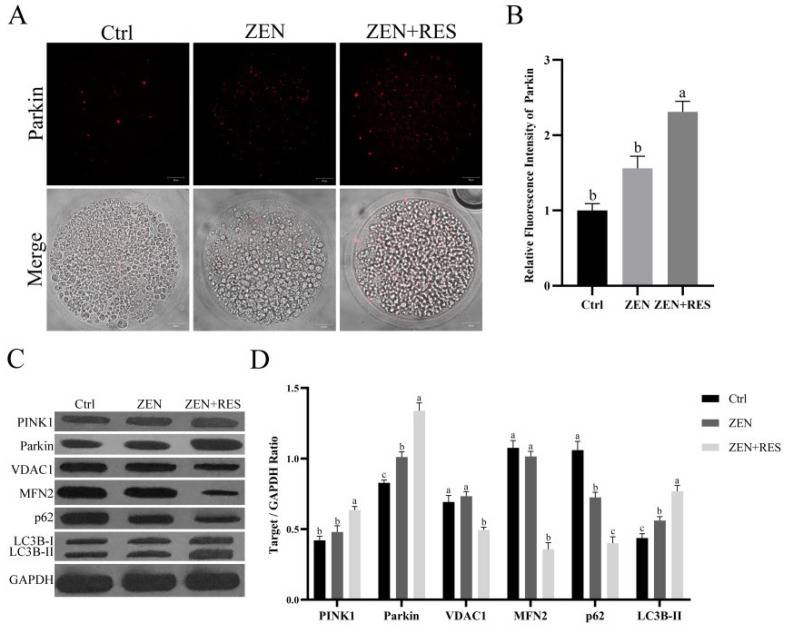 A
Ctrl ZEN ZEN+RES
Parkin
Merge
B
Relative Fluorescence Intensity of Parkin
3
2
1
0
b b a
Ctrl ZEN ZEN+RES
C
Ctrl ZEN ZEN+RES
PINK1
Parkin
VDAC1
MFN2
p62
LC3B-I
LC3B-II
GAPDH
D
Target / GAPDH Ratio
1.5
1.0
0.5
0.0
b b a c b a a a b a a b a b c c b a
PINK1 Parkin VDAC1 MFN2 p62 LC3B-II
Ctrl
ZEN
ZEN+RES